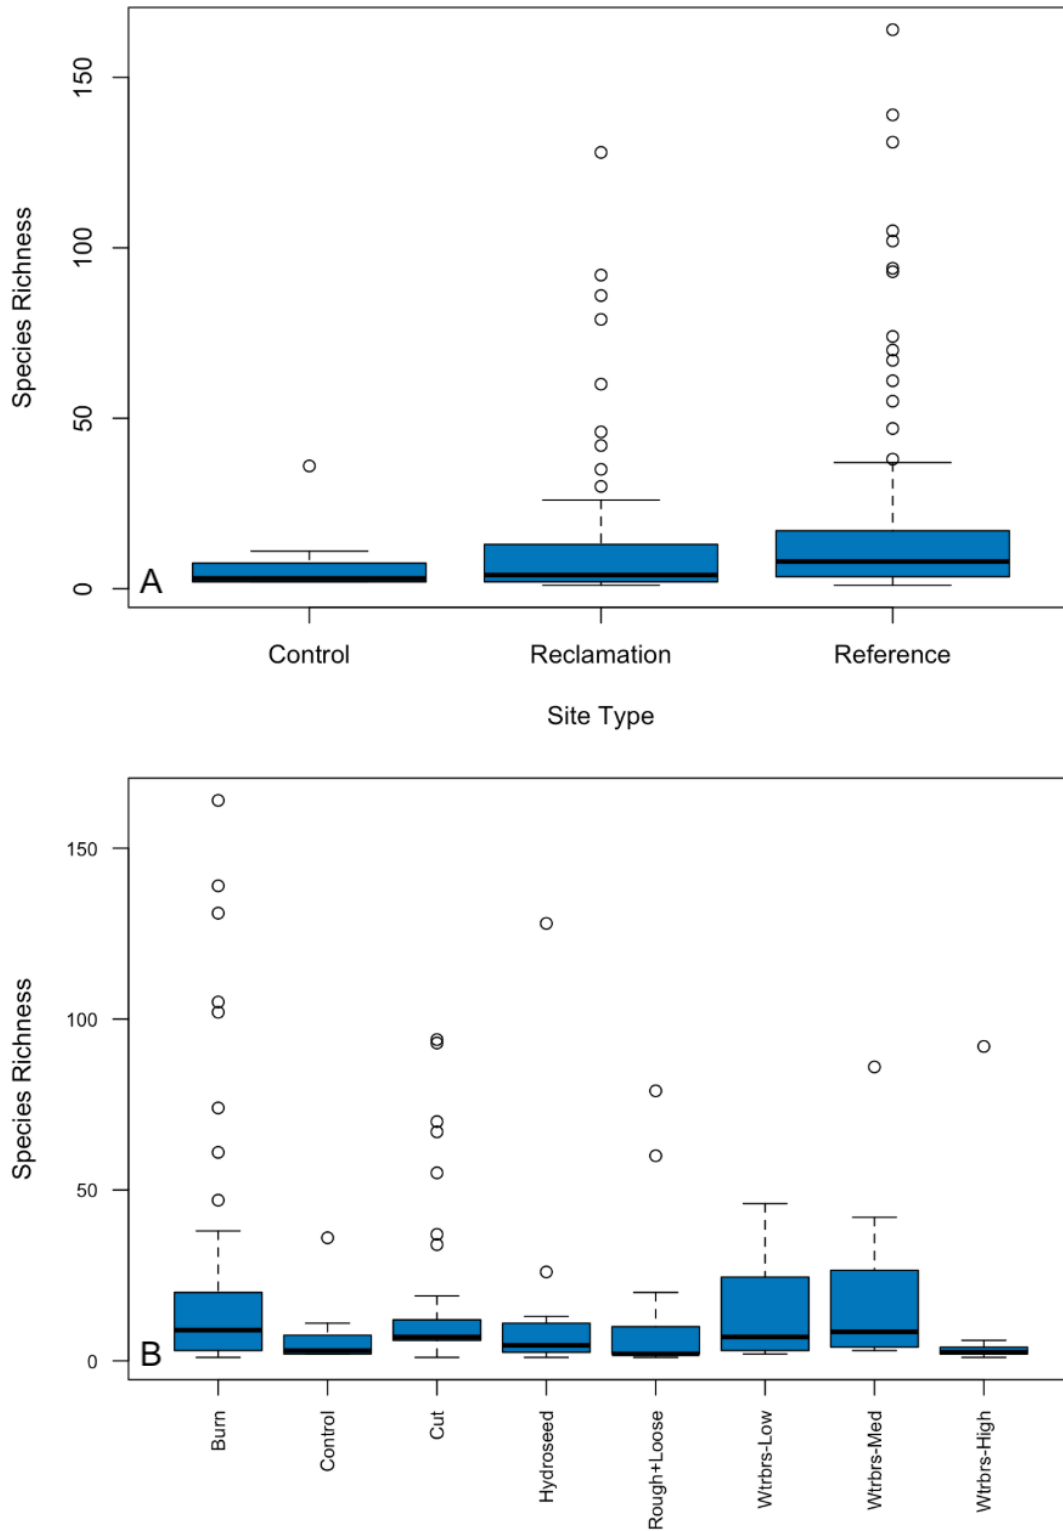 150
100
50
0
Species Richness
A
Control Reclamation Reference
Site Type
150
100
50
0
Species Richness
B
Burn
Control
Cut
Hydroseed
Rough+Loose
Wtrbrs-Low
Wtrbrs-Med
Wtrbrs-High